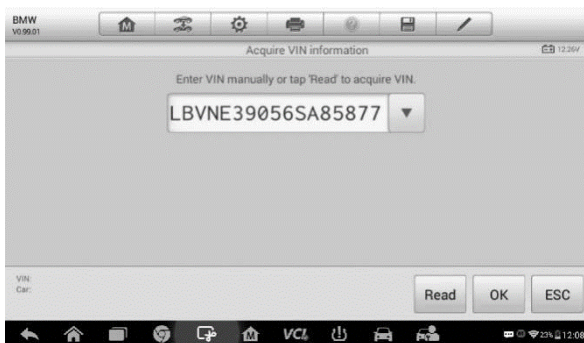 BMW
V0.99.01
Acquire VIN information
12.26V
Enter VIN manually or tap 'Read' to acquire VIN.
LBVNE39056SA85877
VIN:
Car:
Read
OK
ESC
VCI
23%
12:08